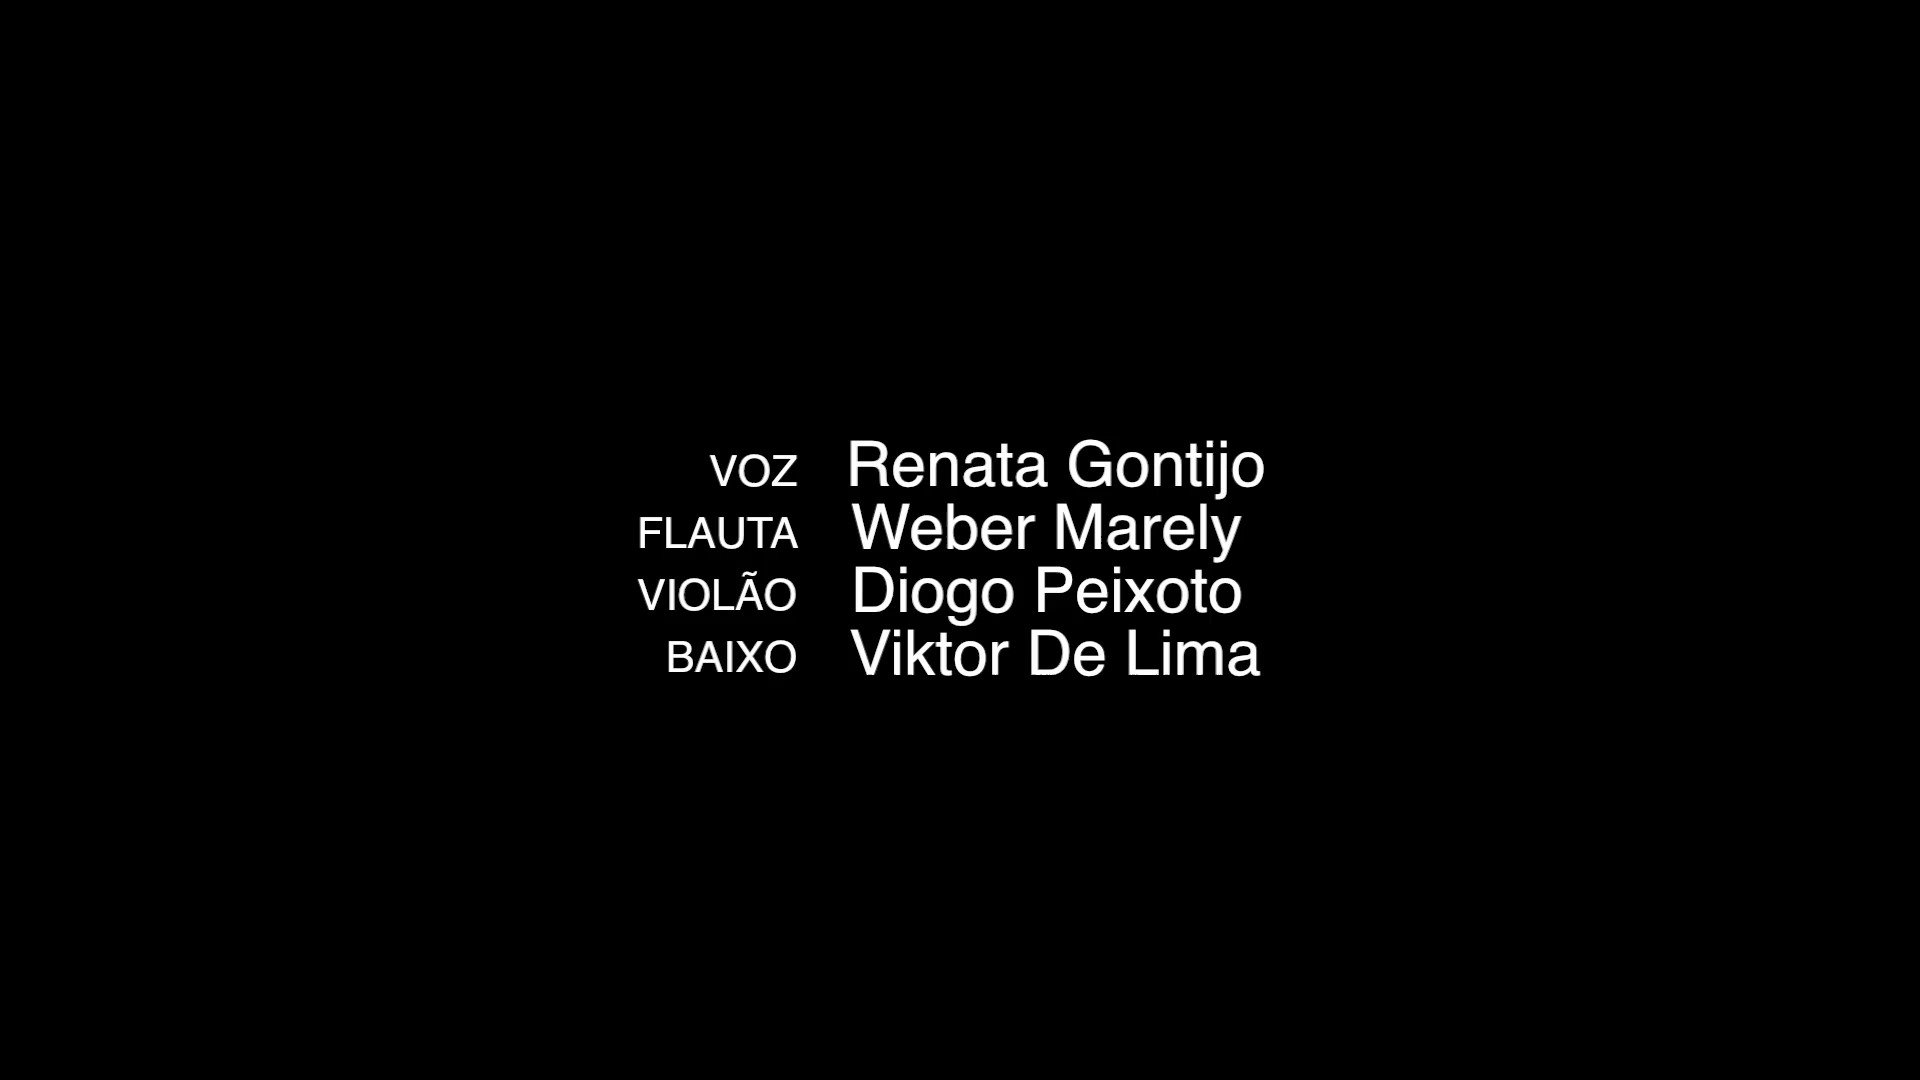 VOZ Renata Gontijo
FLAUTA Weber Marely
VIOLÃO Diogo Peixoto
BAIXO Viktor De Lima